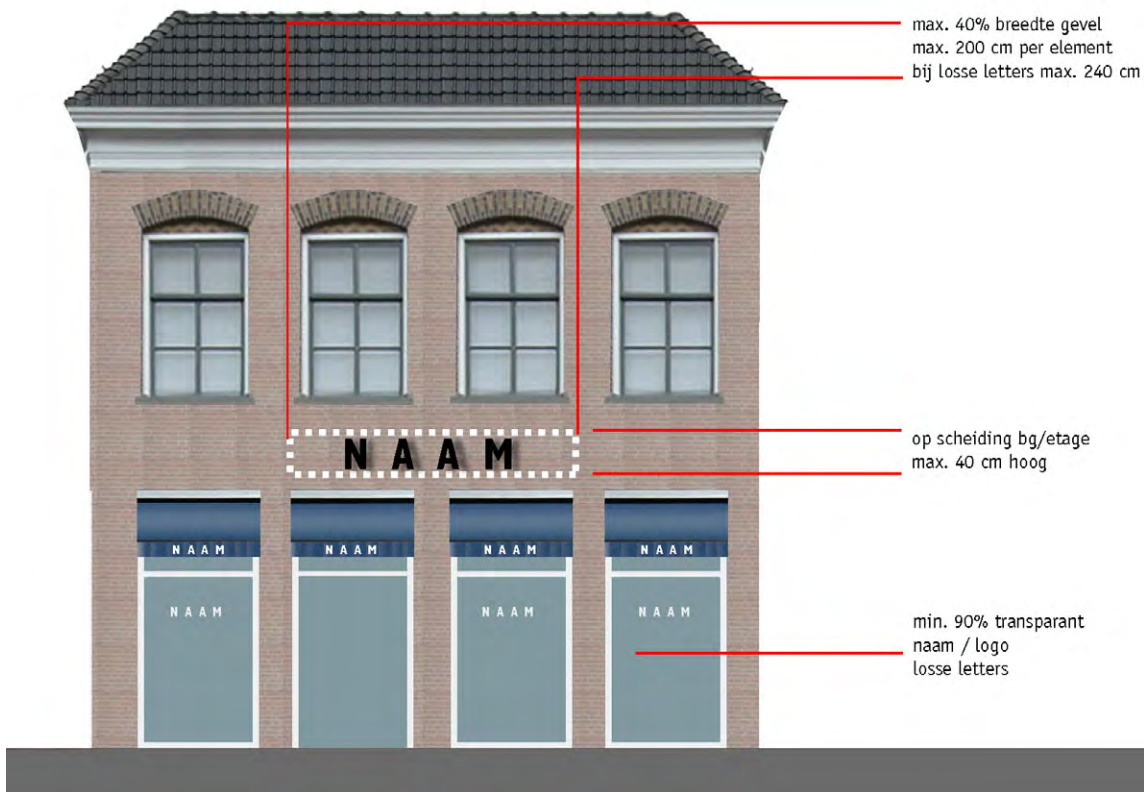 max. 40% breedte gevel
max. 200 cm per element
bij losse letters max. 240 cm
op scheiding bg/etage
max. 40 cm hoog
NAAM
NAAM NAAM NAAM NAAM
NAAM NAAM NAAM
min. 90% transparant
naam / logo
losse letters